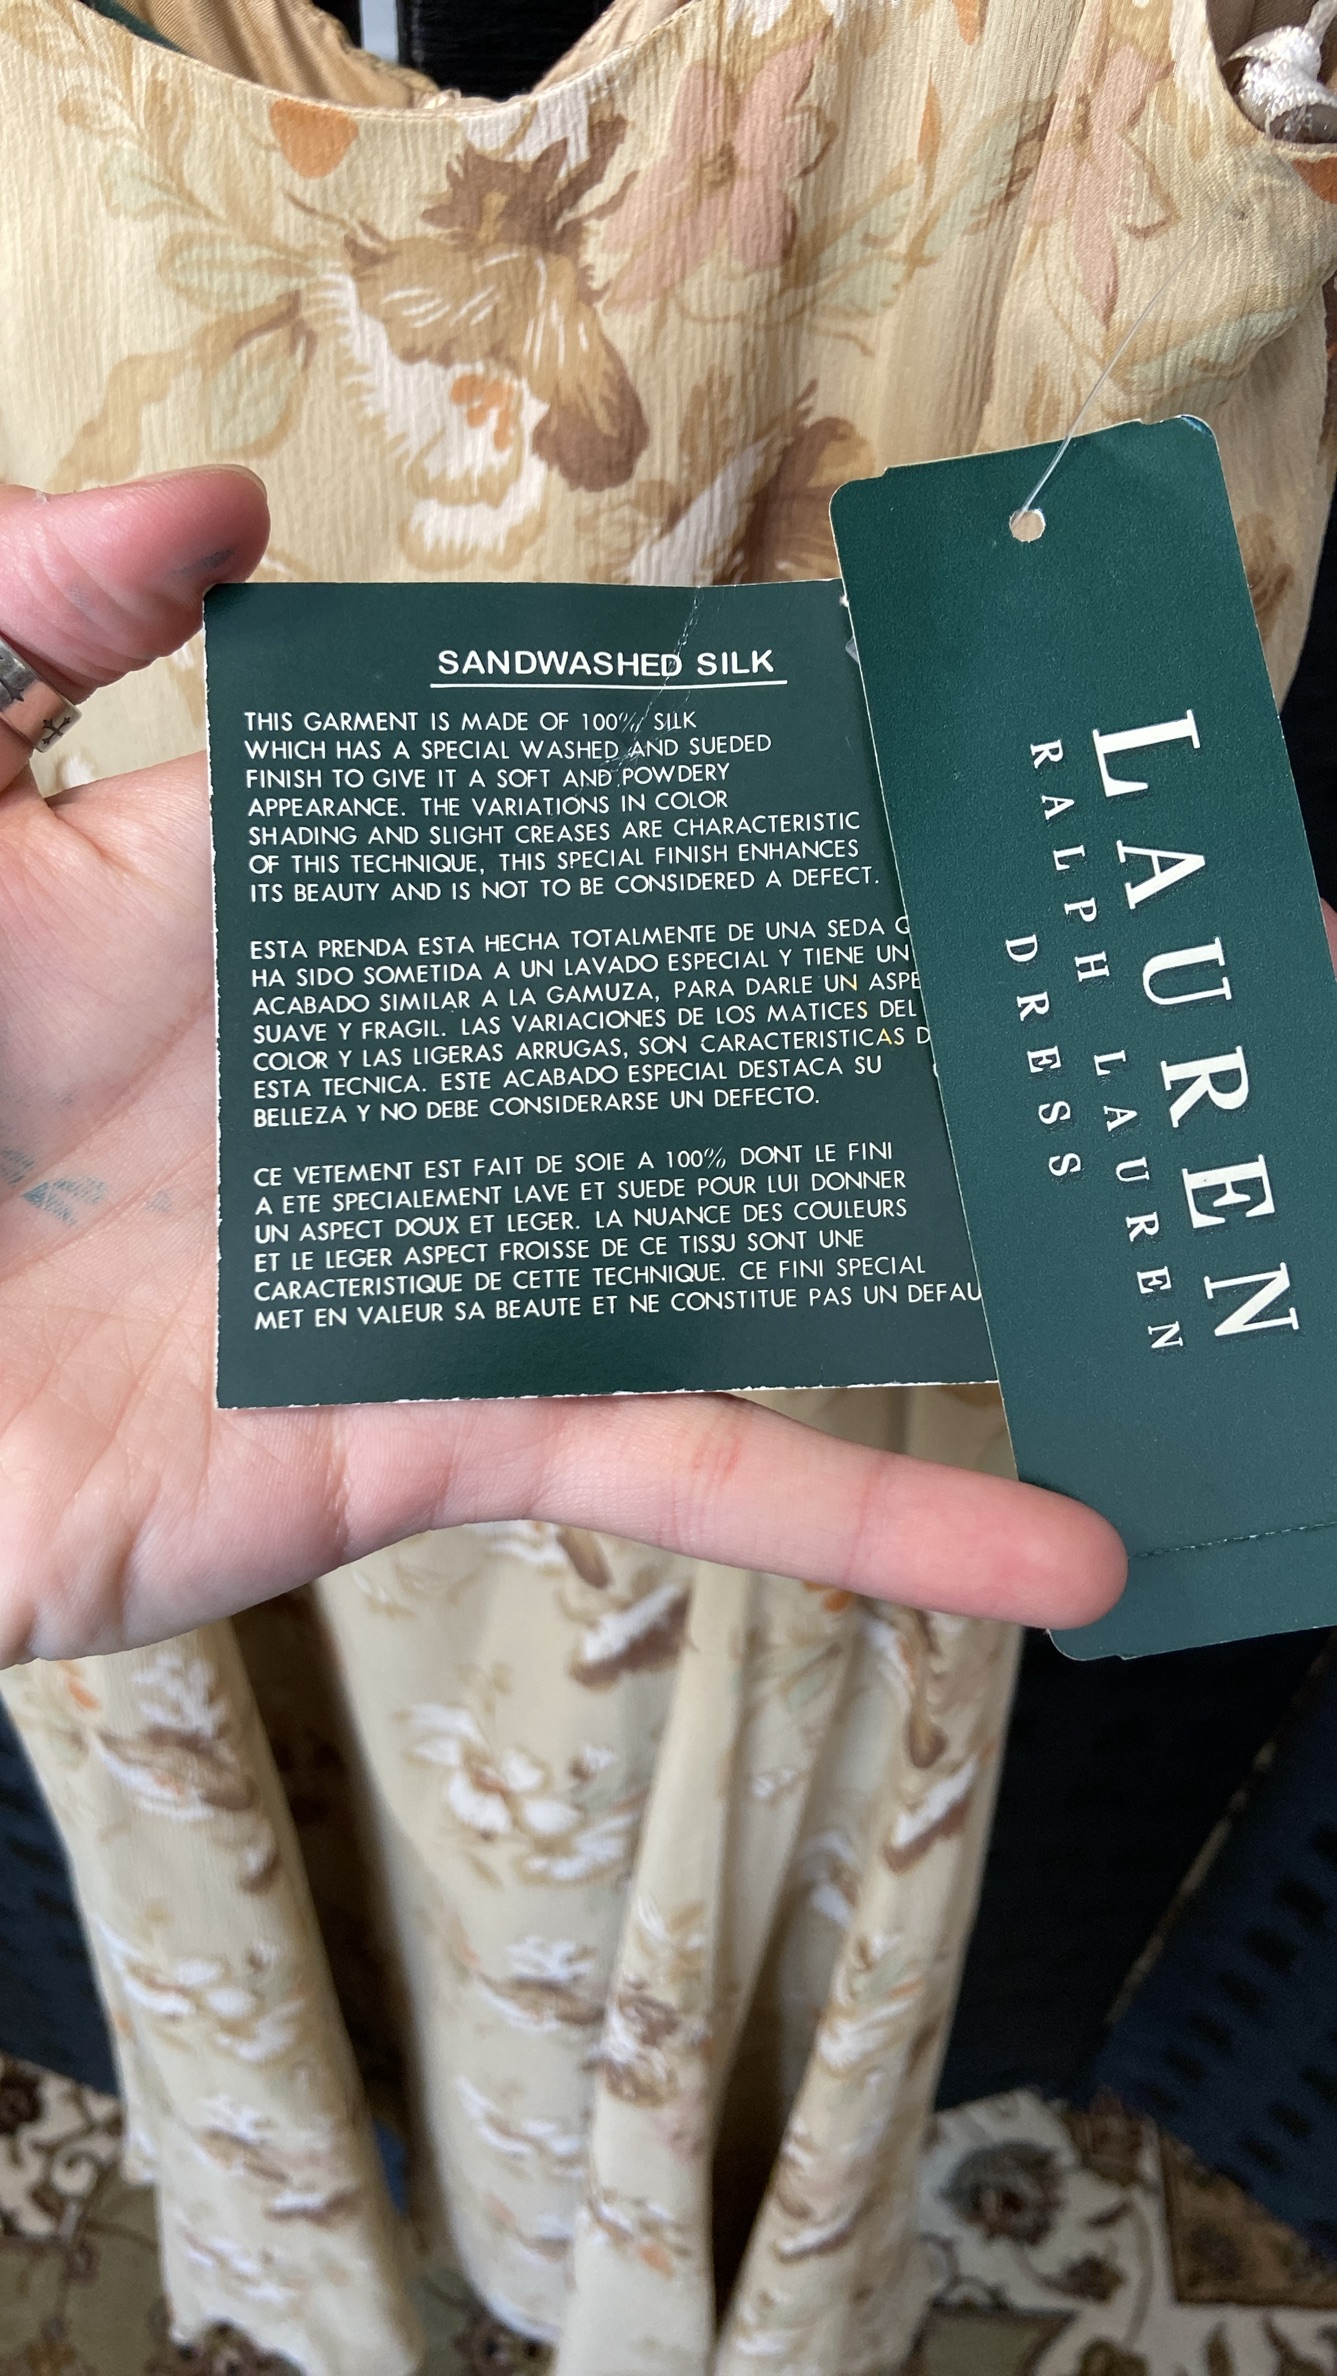 SANDWASHED SILK
THIS GARMENT IS MADE OF 100% SILK
WHICH HAS A SPECIAL WASHED AND SUEDED
FINISH TO GIVE IT A SOFT AND POWDERY
APPEARANCE. THE VARIATIONS IN COLOR
SHADING AND SLIGHT CREASES ARE CHARACTERISTIC
OF THIS TECHNIQUE, THIS SPECIAL FINISH ENHANCES
ITS BEAUTY AND IS NOT TO BE CONSIDERED A DEFECT.
ESTA PRENDA ESTA HECHA TOTALMENTE DE UNA SEDA
HA SIDO SOMETIDA A UN LAVADO ESPECIAL Y TIENE UN
ACABADO SIMILAR A LA GAMUZA, PARA DARLE UN ASPE
SUAVE Y FRAGIL. LAS VARIACIONES DE LOS MATICES DEL
COLOR Y LAS LIGERAS ARRUGAS, SON CARACTERISTICAS D
ESTA TECNICA. ESTE ACABADO ESPECIAL DESTACA SU
BELLEZA Y NO DEBE CONSIDERARSE UN DEFECTO.
CE VETEMENT EST FAIT DE SOIE A 100% DONT LE FINI
A ETE SPECIALEMENT LAVE ET SUEDE POUR LUI DONNER
UN ASPECT DOUX ET LEGER. LA NUANCE DES COULEURS
ET LE LEGER ASPECT FROISSE DE CE TISSU SONT UNE
CARACTERISTIQUE DE CETTE TECHNIQUE. CE FINI SPECIAL
MET EN VALEUR SA BEAUTE ET NE CONSTITUE PAS UN DEFAU
LAUREN
RALPH LAUREN
DRESS